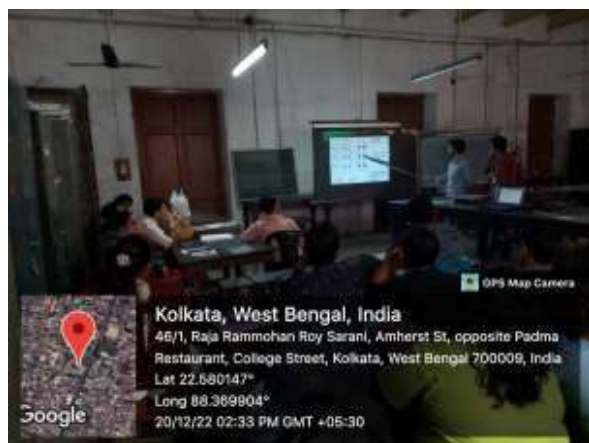 GPS Map Camera
Kolkata, West Bengal, India
46/1, Raja Rammohan Roy Sarani, Amherst St, opposite Padma
Restaurant, College Street, Kolkata, West Bengal 700009, India
Lat 22.580147°
Long 88.369904°
20/12/22 02:33 PM GMT +05:30
Google